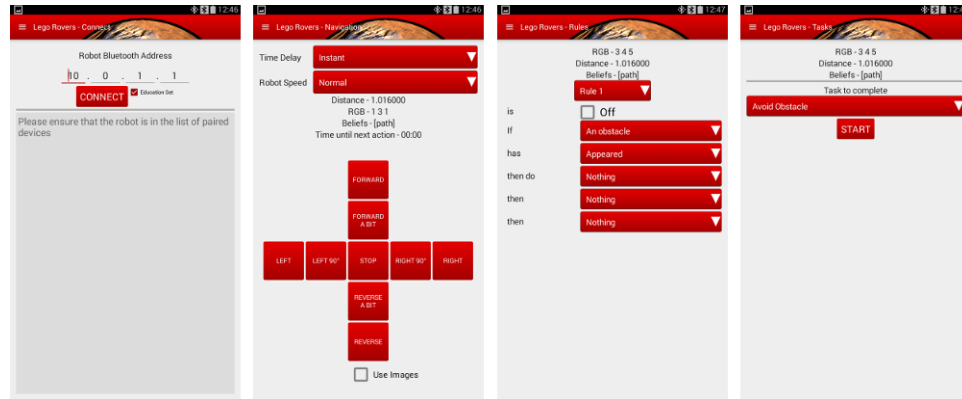 12:46
Lego Rovers - Connect
Robot Bluetooth Address
10 . 0 . 1 . 1
CONNECT Education Set
Please ensure that the robot is in the list of paired
devices
12:46
Lego Rovers - Navigation
Time Delay Instant
Robot Speed Normal
Distance - 1.016000
RGB - 1 3 1
Beliefs - [path]
Time until next action - 00:00
FORWARD
FORWARD
A BIT
LEFT LEFT 90° STOP RIGHT 90° RIGHT
REVERSE
A BIT
REVERSE
Use Images
12:47
Lego Rovers - Rules
RGB - 3 4 5
Distance - 1.016000
Beliefs - [path]
Rule 1
is Off
If An obstacle
has Appeared
then do Nothing
then Nothing
then Nothing
Lego Rovers - Tasks
RGB - 3 4 5
Distance - 1.016000
Beliefs - [path]
Task to complete
Avoid Obstacle
START